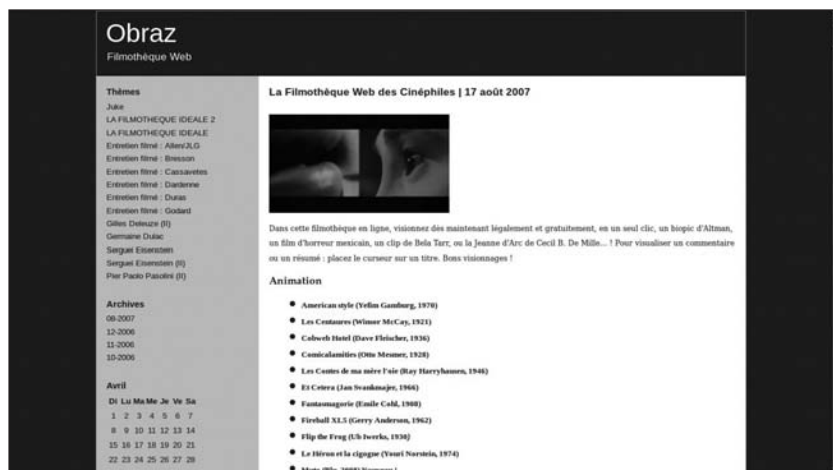 Obraz
Filmothèque Web
Thèmes
Juke
LA FILMOTHEQUE IDEALE 2
LA FILMOTHEQUE IDEALE
Entretien filmé : Allen/JLG
Entretien filmé : Bresson
Entretien filmé : Cassavetes
Entretien filmé : Dardenne
Entretien filmé : Duras
Entretien filmé : Godard
Gilles Deleuze (II)
Germaine Dulac
Serguei Eisenstein
Serguei Eisenstein (II)
Pier Paolo Pasolini (II)
Archives
08-2007
12-2006
11-2006
10-2006
Avril
Di Lu Ma Me Je Ve Sa
1 2 3 4 5 6 7
8 9 10 11 12 13 14
15 16 17 18 19 20 21
22 23 24 25 26 27 28
La Filmothèque Web des Cinéphiles | 17 août 2007
Dans cette filmothèque en ligne, visionnez dès maintenant légalement et gratuitement, en un seul clic, un biopic d'Altman,
un film d'horreur mexicain, un clip de Bela Tarr, ou la Jeanne d'Arc de Cecil B. De Mille... ! Pour visualiser un commentaire
ou un résumé : placez le curseur sur un titre. Bons visionnages !
Animation
American style (Yefim Gamburg, 1970)
Les Centaures (Winsor McCay, 1921)
Cobweb Hotel (Dave Fleischer, 1936)
Comicalamities (Otto Mesmer, 1928)
Les Contes de ma mère l'oie (Ray Harryhausen, 1946)
Et Cetera (Jan Svankmajer, 1966)
Fantasmagorie (Emile Cohl, 1908)
Fireball XL5 (Gerry Anderson, 1962)
Flip the Frog (Ub Iwerks, 1930)
Le Héron et la cigogne (Youri Norstein, 1974)